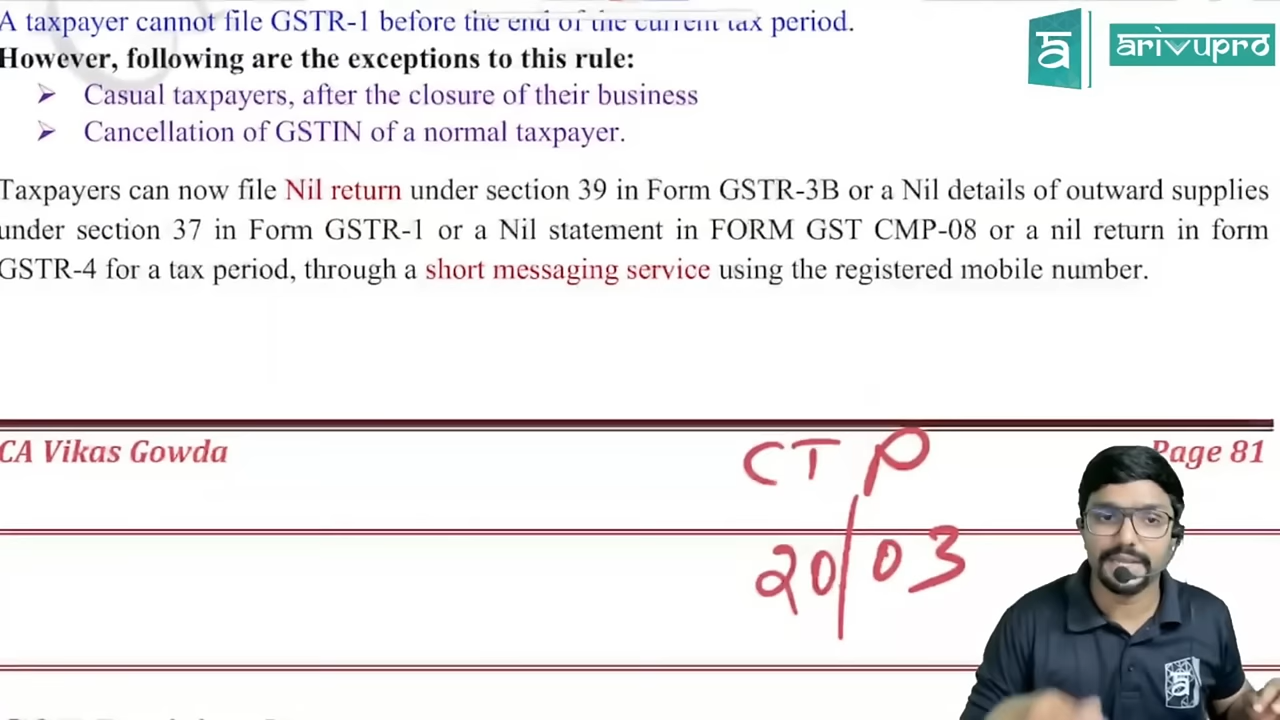 A taxpayer cannot file GSTR-1 before the end of the current tax period.
However, following are the exceptions to this rule:
➤ Casual taxpayers, after the closure of their business
➤ Cancellation of GSTIN of a normal taxpayer.
Taxpayers can now file Nil return under section 39 in Form GSTR-3B or a Nil details of outward supplies
under section 37 in Form GSTR-1 or a Nil statement in FORM GST CMP-08 or a nil return in form
GSTR-4 for a tax period, through a short messaging service using the registered mobile number.
CA Vikas Gowda
Page 81
CTP
20/03
ā arivupro